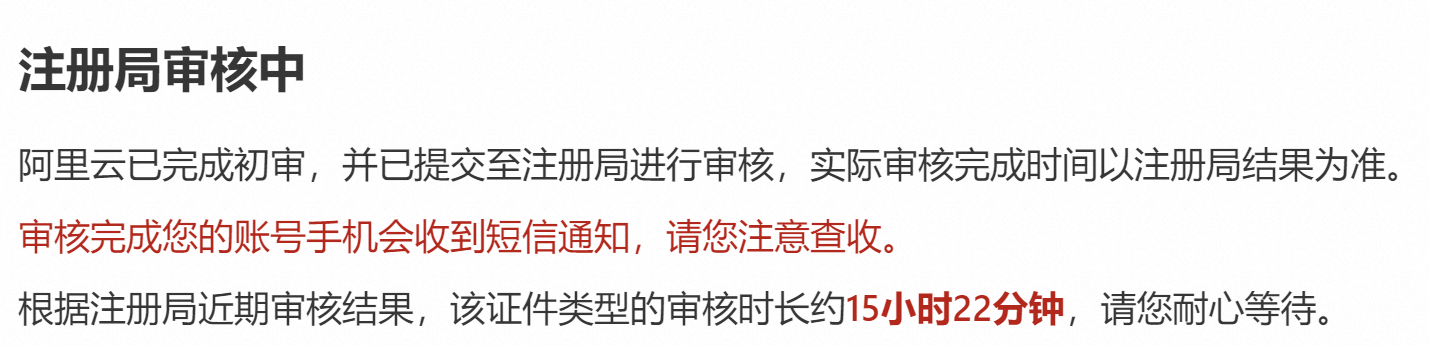 注册局审核中
阿里云已完成初审，并已提交至注册局进行审核，实际审核完成时间以注册局结果为准。
审核完成您的账号手机会收到短信通知，请您注意查收。
根据注册局近期审核结果，该证件类型的审核时长约15小时22分钟，请您耐心等待。